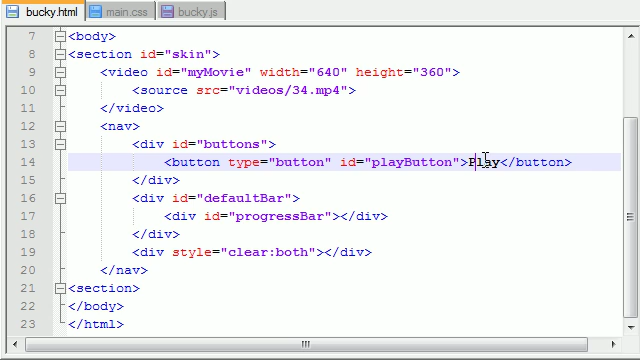 bucky.html main.css bucky.js
7 <body>
8 <section id="skin">
9 <video id="myMovie" width="640" height="360">
10 <source src="videos/34.mp4">
11 </video>
12 <nav>
13 <div id="buttons">
14 <button type="button" id="playButton">Play</button>
15 </div>
16 <div id="defaultBar">
17 <div id="progressBar"></div>
18 </div>
19 <div style="clear:both"></div>
20 </nav>
21 <section>
22 </body>
23 </html>